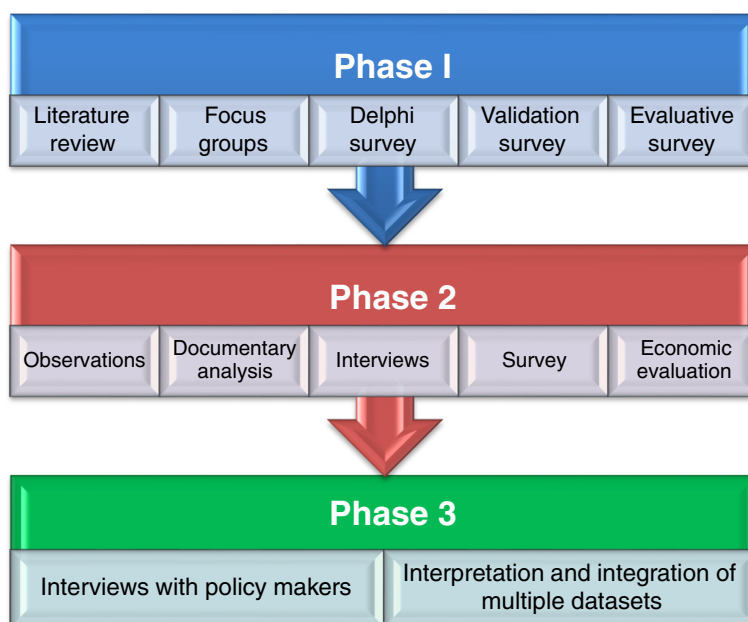 Phase I
Literature review
Focus groups
Delphi survey
Validation survey
Evaluative survey
Phase 2
Observations
Documentary analysis
Interviews
Survey
Economic evaluation
Phase 3
Interviews with policy makers
Interpretation and integration of
multiple datasets